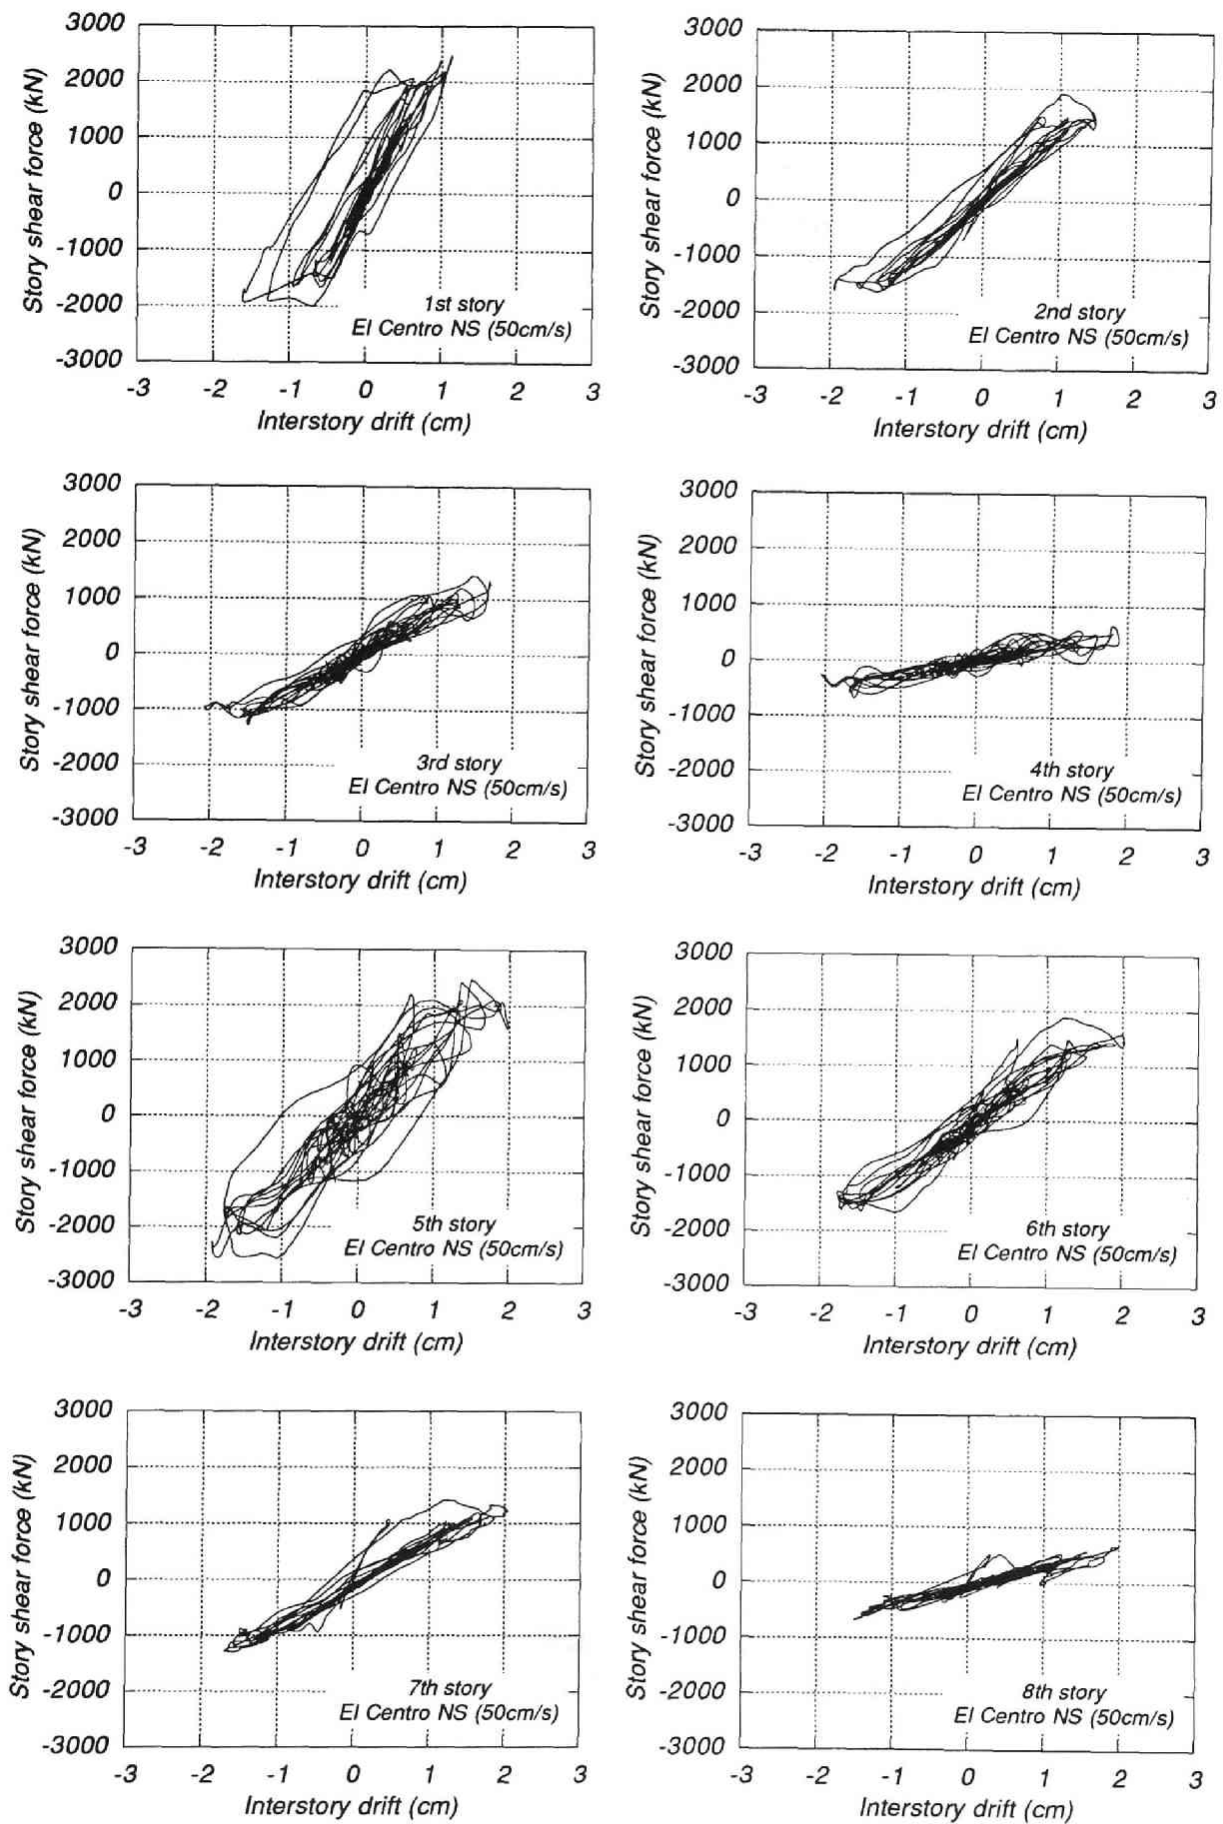 3000
2000
1000
0
-1000
-2000
-3000
Story shear force (kN)
1st story
El Centro NS (50cm/s)
-3 -2 -1 0 1 2 3
Interstory drift (cm)
3000
2000
1000
0
-1000
-2000
-3000
Story shear force (kN)
2nd story
El Centro NS (50cm/s)
-3 -2 -1 0 1 2 3
Interstory drift (cm)
3000
2000
1000
0
-1000
-2000
-3000
Story shear force (kN)
3rd story
El Centro NS (50cm/s)
-3 -2 -1 0 1 2 3
Interstory drift (cm)
3000
2000
1000
0
-1000
-2000
-3000
Story shear force (kN)
4th story
El Centro NS (50cm/s)
-3 -2 -1 0 1 2 3
Interstory drift (cm)
3000
2000
1000
0
-1000
-2000
-3000
Story shear force (kN)
5th story
El Centro NS (50cm/s)
-3 -2 -1 0 1 2 3
Interstory drift (cm)
3000
2000
1000
0
-1000
-2000
-3000
Story shear force (kN)
6th story
El Centro NS (50cm/s)
-3 -2 -1 0 1 2 3
Interstory drift (cm)
3000
2000
1000
0
-1000
-2000
-3000
Story shear force (kN)
7th story
El Centro NS (50cm/s)
-3 -2 -1 0 1 2 3
Interstory drift (cm)
3000
2000
1000
0
-1000
-2000
-3000
Story shear force (kN)
8th story
El Centro NS (50cm/s)
-3 -2 -1 0 1 2 3
Interstory drift (cm)